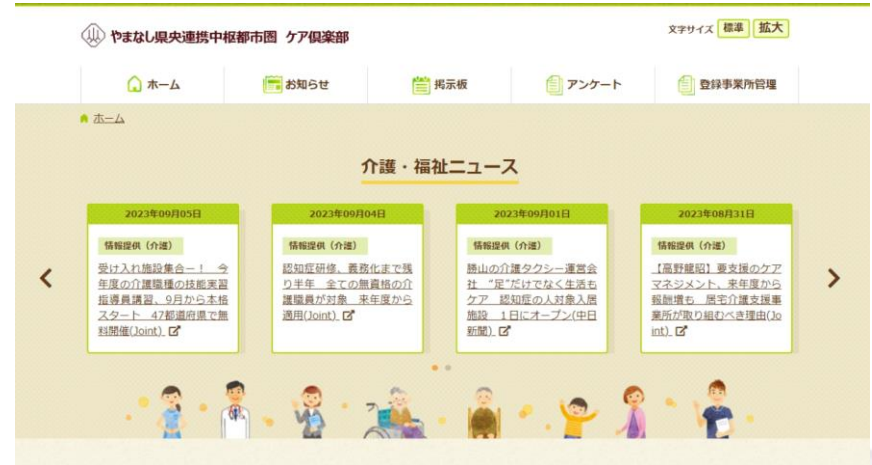 やまなし県央連携中枢都市圏 ケア倶楽部
文字サイズ 標準 拡大
ホーム お知らせ 掲示板 アンケート 登録事業所管理
ホーム
介護・福祉ニュース
2023年09月05日
情報提供（介護）
受け入れ施設集合ー！ 今
年度の介護職種の技能実習
指導員講習、9月から本格
スタート 47都道府県で無
料開催(Joint)
2023年09月04日
情報提供（介護）
認知症研修、義務化まで残
り半年 全ての無資格の介
護職員が対象 来年度から
適用(Joint)
2023年09月01日
情報提供（介護）
勝山の介護タクシー運営会
社 “足”だけでなく生活も
ケア 認知症の人対象入居
施設 1日にオープン(中日
新聞)
2023年08月31日
情報提供（介護）
【高野龍昭】要支援のケア
マネジメント、来年度から
報酬増も 居宅介護支援事
業所が取り組むべき理由(Jo
int)